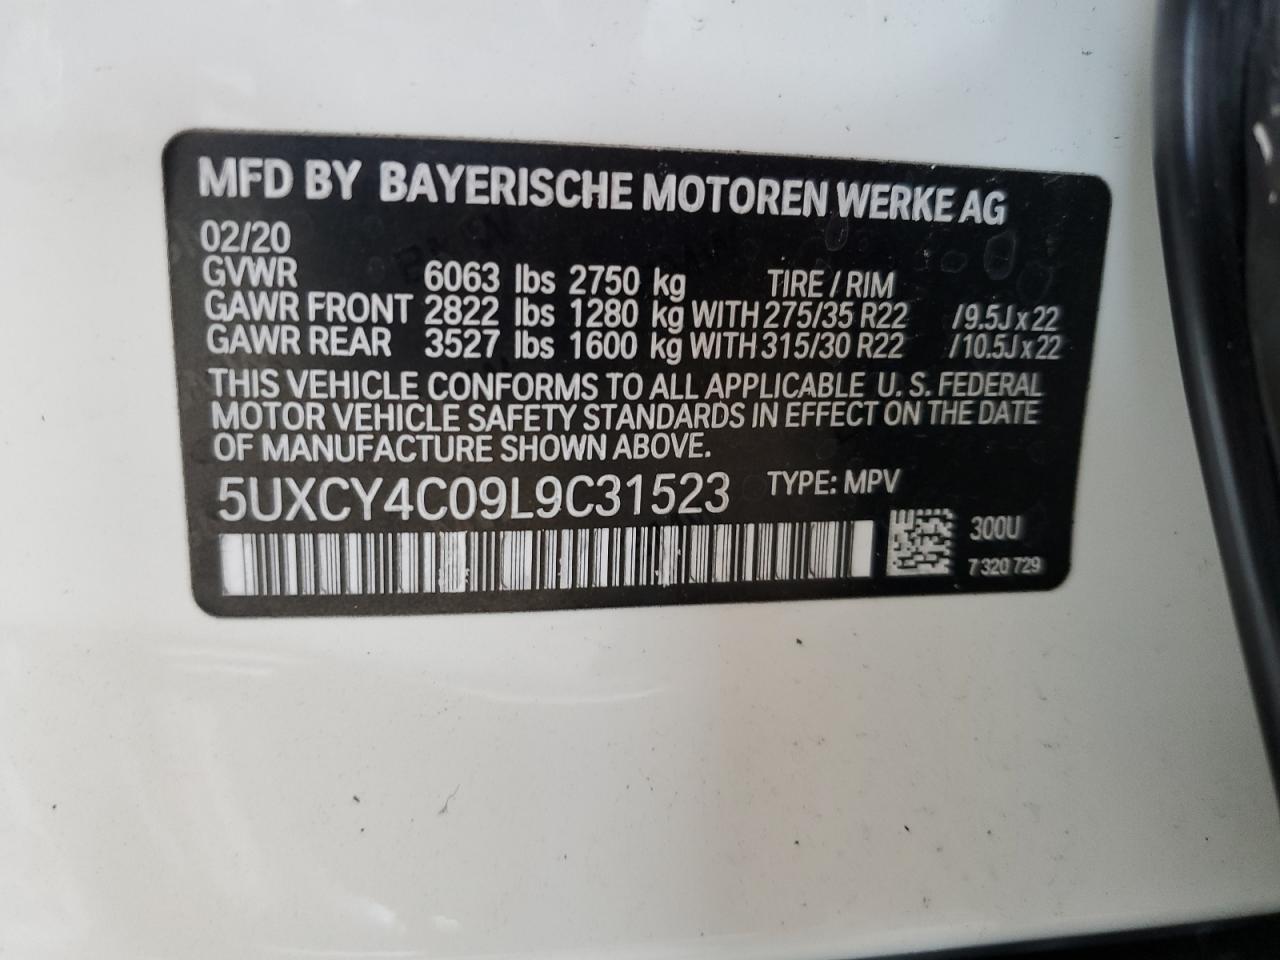 MFD BY BAYERISCHE MOTOREN WERKE AG
02/20
GVWR 6063 lbs 2750 kg TIRE / RIM
GAWR FRONT 2822 lbs 1280 kg WITH 275/35 R22 /9.5J x 22
GAWR REAR 3527 lbs 1600 kg WITH 315/30 R22 /10.5J x 22
THIS VEHICLE CONFORMS TO ALL APPLICABLE U. S. FEDERAL
MOTOR VEHICLE SAFETY STANDARDS IN EFFECT ON THE DATE
OF MANUFACTURE SHOWN ABOVE.
5UXCY4C09L9C31523 TYPE: MPV
300U
7 320 729